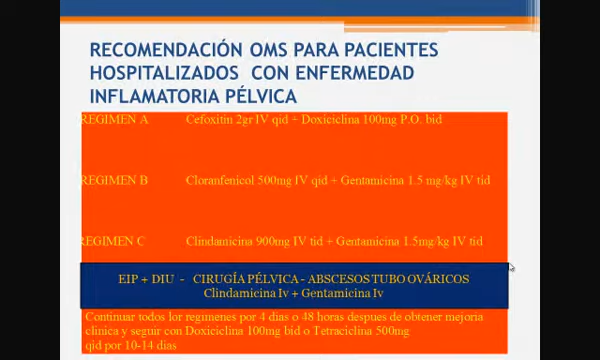 RECOMENDACIÓN OMS PARA PACIENTES
HOSPITALIZADOS CON ENFERMEDAD
INFLAMATORIA PÉLVICA
REGIMEN A Cefoxitin 2gr IV qid + Doxiciclina 100mg P.O. bid
REGIMEN B Cloranfenicol 500mg IV qid + Gentamicina 1.5 mg/kg IV tid
REGIMEN C Clindamicina 900mg IV tid + Gentamicina 1.5mg/kg IV tid
EIP + DIU - CIRUGÍA PÉLVICA - ABSCESOS TUBO OVÁRICOS
Clindamicina Iv + Gentamicina Iv
Continuar todos lor regumenes por 4 dias o 48 horas despues de obtener mejoria
clinica y seguir con Doxiciclina 100mg bid o Tetraciclina 500mg
qid por 10-14 dias